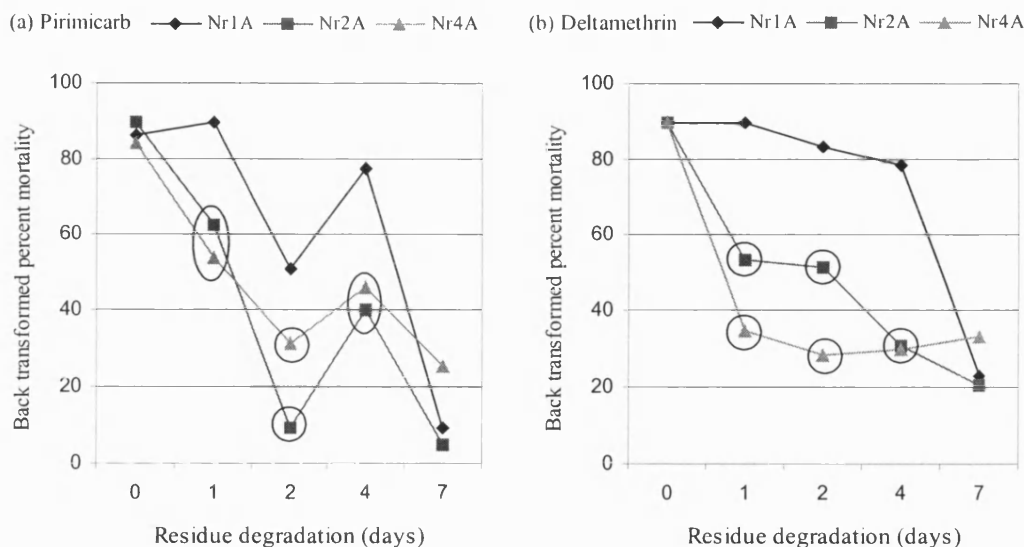 (a) Pirimicarb Nr1A Nr2A Nr4A
100
80
60
40
20
0
0 1 2 4 7
Back transformed percent mortality
Residue degradation (days)
(b) Deltamethrin Nr1A Nr2A Nr4A
100
80
60
40
20
0
0 1 2 4 7
Back transformed percent mortality
Residue degradation (days)